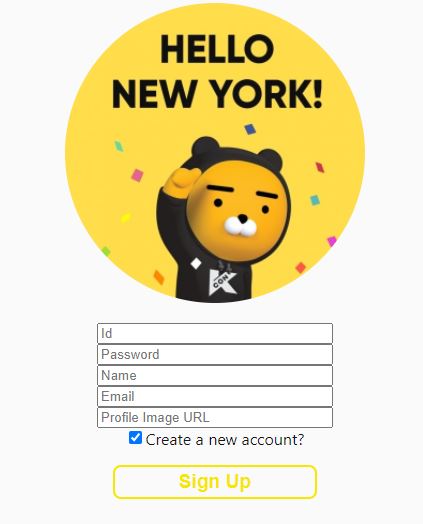 HELLO
NEW YORK!
K
CON
Id
Password
Name
Email
Profile Image URL
Create a new account?
Sign Up